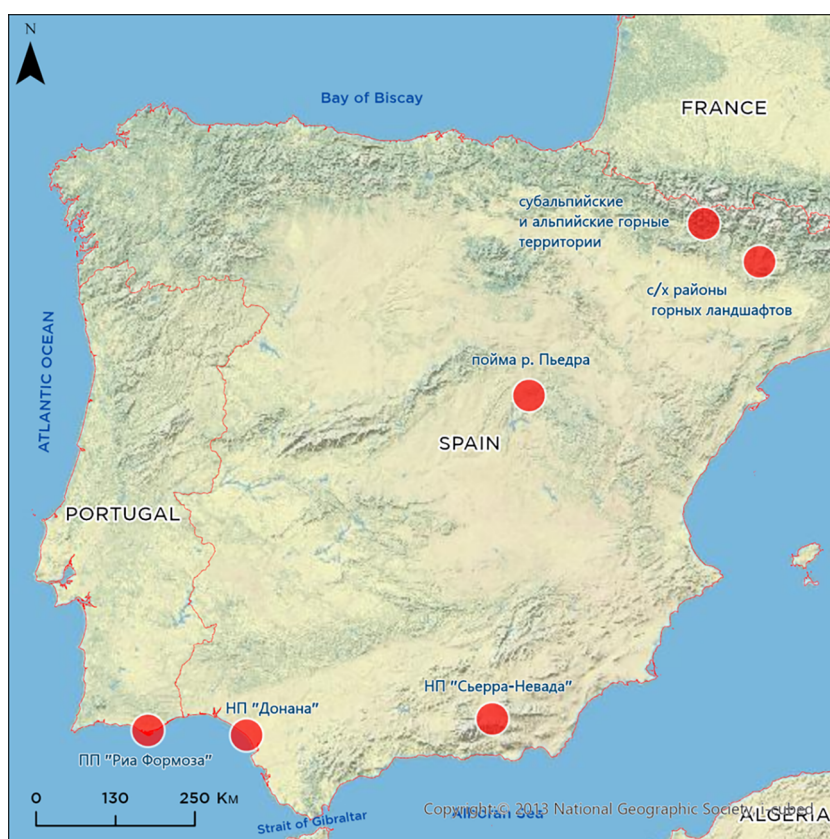 N
Bay of Biscay
FRANCE
субальпийские
и альпийские горные
территории
с/х районы
горных ландшафтов
ATLANTIC OCEAN
пойма р. Пьедра
SPAIN
PORTUGAL
НП "Сьерра-Невада"
НП "Донана"
ПП "Риа Формоза"
0 130 250 Км
Strait of Gibraltar
Alboran Sea
Copyright:© 2013 National Geographic Society, i-cubed
ALGERIA